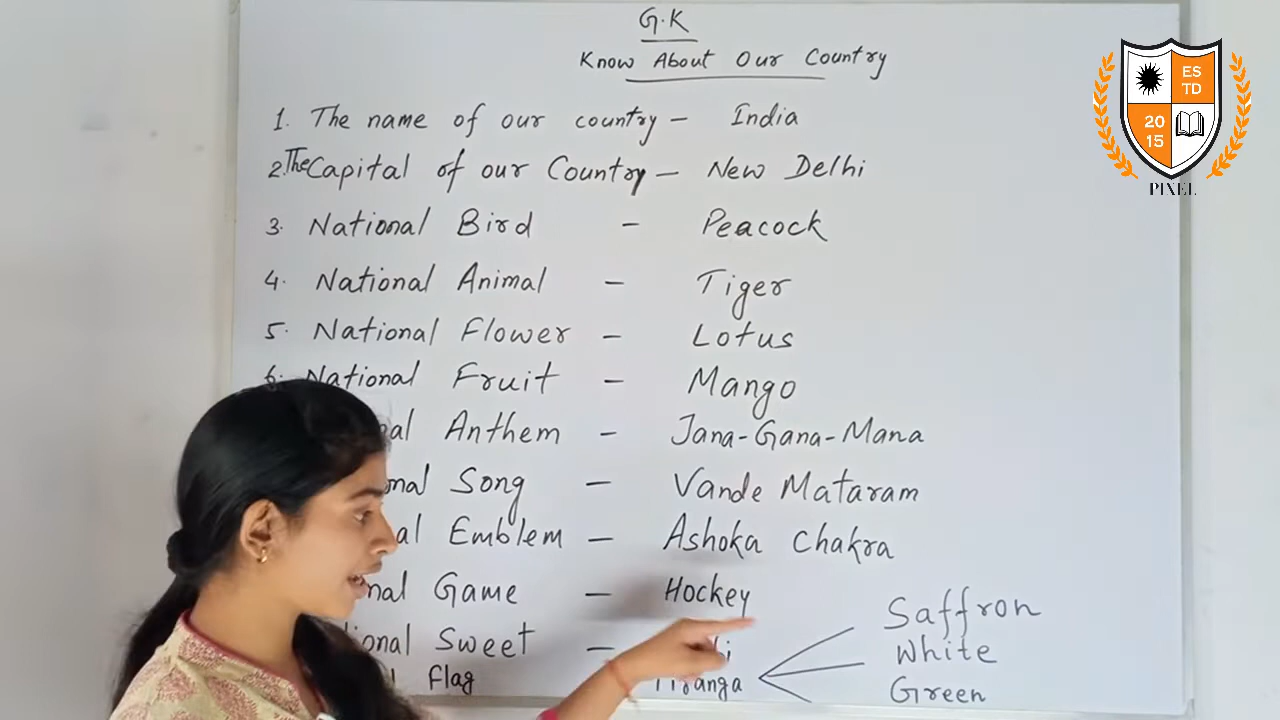 G.K
Know About Our Country
1. The name of our country – India
2. The Capital of our Country – New Delhi
3. National Bird – Peacock
4. National Animal – Tiger
5. National Flower – Lotus
6. National Fruit – Mango
Anthem – Jana-Gana-Mana
Song – Vande Mataram
Emblem – Ashoka Chakra
Game – Hockey
Sweet –
Flag Tiranga
Saffron
White
Green
ES
TD
20
15
PIXEL